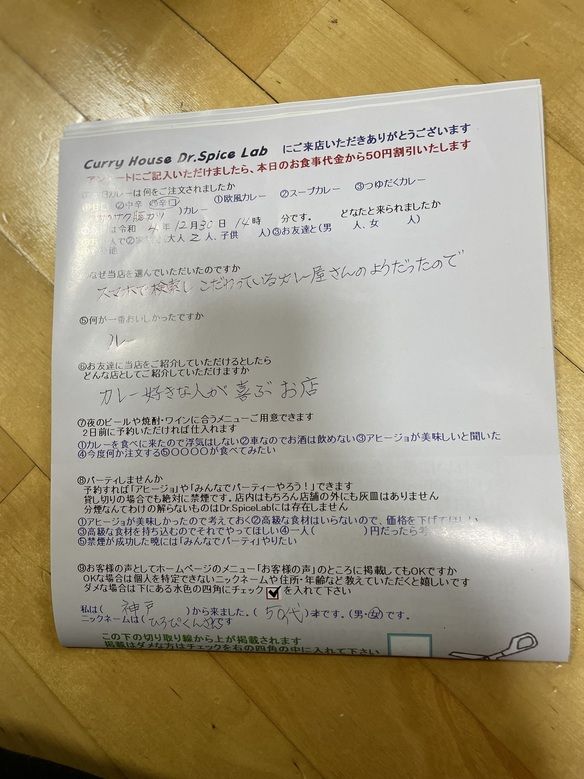 Curry House Dr.Spice Lab にご来店いただきありがとうございます
アンケートにご記入いただけましたら、本日のお食事代金から50円割引いたします
日カレーは何をご注文されましたか
②中辛 ③辛口 ①欧風カレー ②スープカレー ③つゆだくカレー
カツ )カレー
は令和 4 年 12 月 30 日 14 時 分です。 どなたと来られましたか
大人 2 人、子供 人)③お友達と(男 人、女 人)
なぜ当店を選んでいただいたのですか
スマホで検索し こだわっているカレー屋さんのようだったので
⑤何が一番おいしかったですか
ルー
⑥お友達に当店をご紹介していただけるとしたら
どんな店としてご紹介していただけますか
カレー好きな人が 喜ぶ お店
⑦夜のビールや焼酎・ワインに合うメニューご用意できます
2日前に予約いただければ仕入れます
①カレーを食べに来たので浮気はしない ②車なのでお酒は飲めない ③アヒージョが美味しいと聞いた
④今度何か注文する ⑤〇〇〇〇が食べてみたい
⑧パーティしませんか
予約すれば「アヒージョ」や「みんなでパーティーやろう!」できます
貸し切りの場合でも絶対に禁煙です。店内はもちろん店舗の外にも灰皿はありません
分煙なんてわけの解らないものはDr.SpiceLabには存在しません
①アヒージョが美味しかったので考えておく ②高級な食材はいらないので、価格を下げてほしい
③高級な食材を持ち込むのでそれでやってほしい ④一人( )円だったら考
⑤禁煙が成功した暁には「みんなでパーティ」やりたい
⑨お客様の声としてホームページのメニュー「お客様の声」のところに掲載してもOKですか
OKな場合は個人を特定できないニックネームや住所・年齢など教えていただくと嬉しいです
ダメな場合は下にある水色の四角にチェック を入れて下さい
私は( 神戸 )から来ました。( 50代 )才です。(男・女)です。
ニックネームは(ひろぴくん
この下の切り取り線から上が掲載されます
掲載はダメな方はチェックを右の四角の中に入れて下さい